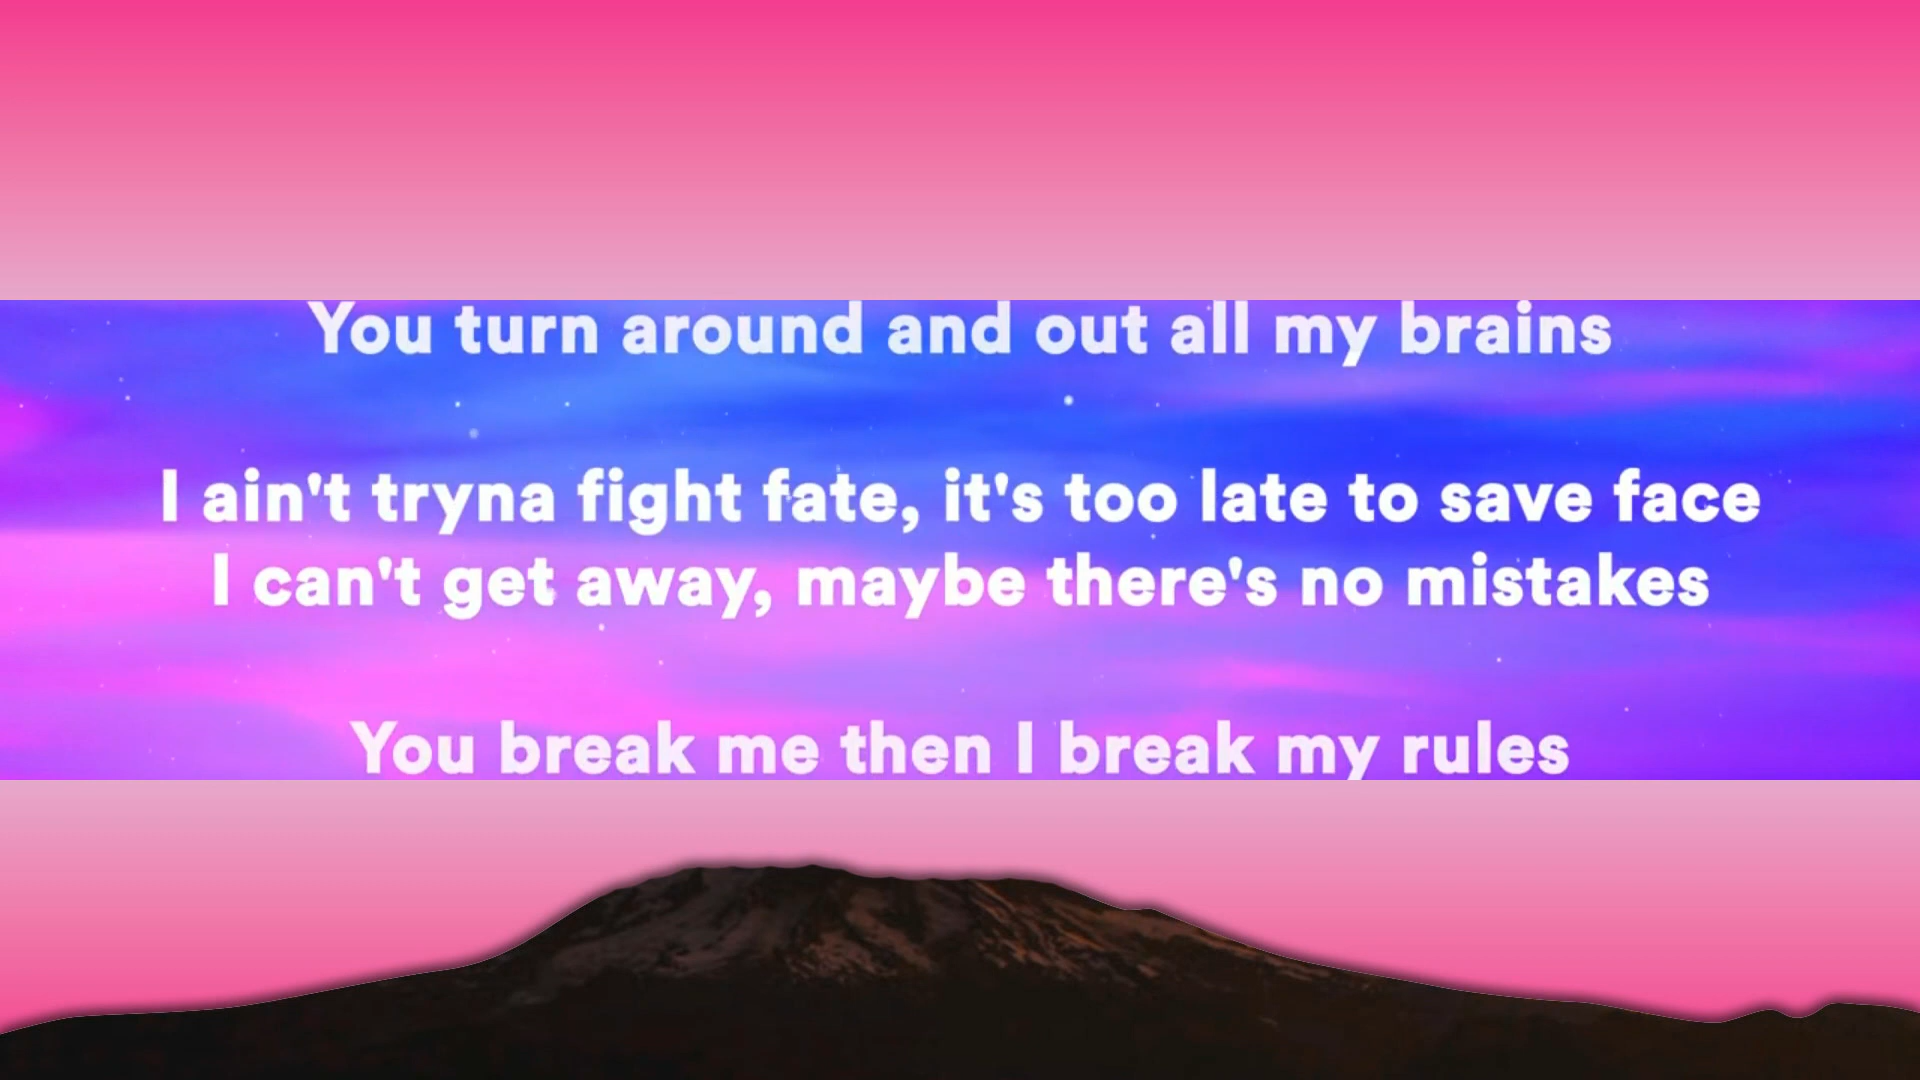 You turn around and out all my brains
I ain't tryna fight fate, it's too late to save face
I can't get away, maybe there's no mistakes
You break me then I break my rules